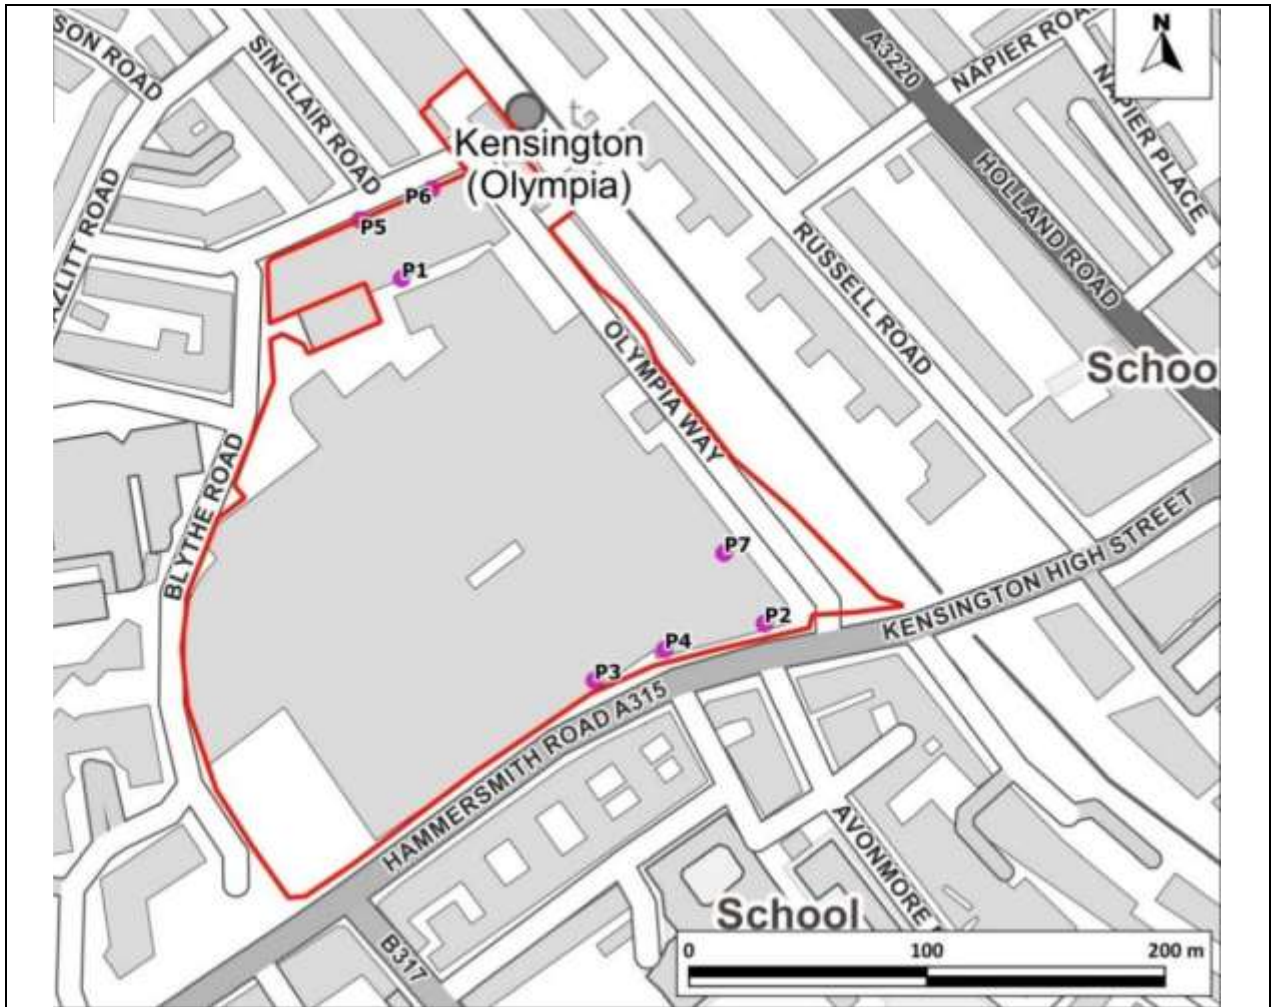 SON ROAD
SINCLAIR ROAD
A3220
NAPIER ROA
N
NAPIER PLACE
Kensington
(Olympia)
HOLLAND ROAD
AZLITT ROAD
P6
P5
P1
RUSSELL ROAD
OLYMPIA WAY
Schoo
BLYTHE ROAD
KENSINGTON HIGH STREET
P7
P2
P4
P3
HAMMERSMITH ROAD A315
AVONMORE
School
B317
0 100 200 m